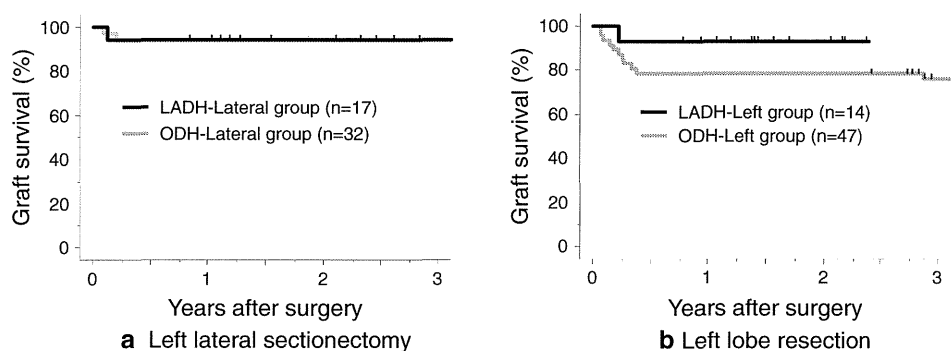 Graft survival (%)
100
80
60
40
20
0
LADH-Lateral group (n=17)
ODH-Lateral group (n=32)
0 1 2 3
Years after surgery
a Left lateral sectionectomy
Graft survival (%)
100
80
60
40
20
0
LADH-Left group (n=14)
ODH-Left group (n=47)
0 1 2 3
Years after surgery
b Left lobe resection